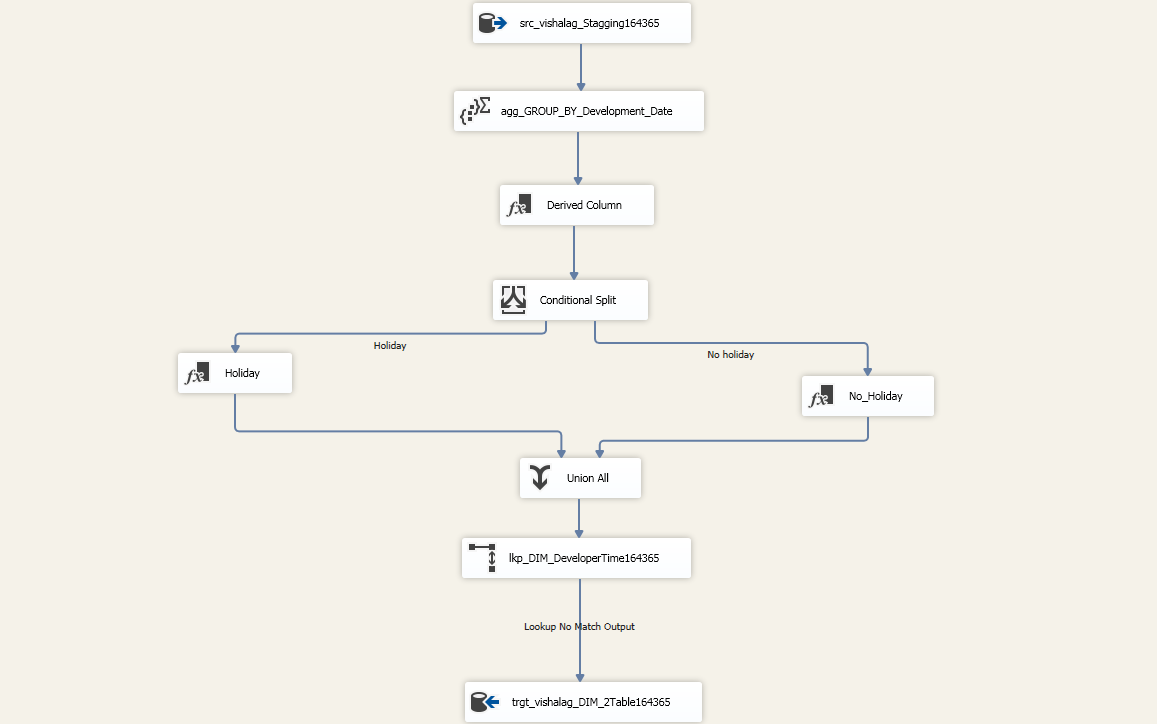 src_vishalag_Stagging164365
agg_GROUP_BY_Development_Date
Derived Column
Conditional Split
Holiday
No holiday
Holiday
No_Holiday
Union All
lkp_DIM_DeveloperTime164365
Lookup No Match Output
trgt_vishalag_DIM_2Table164365